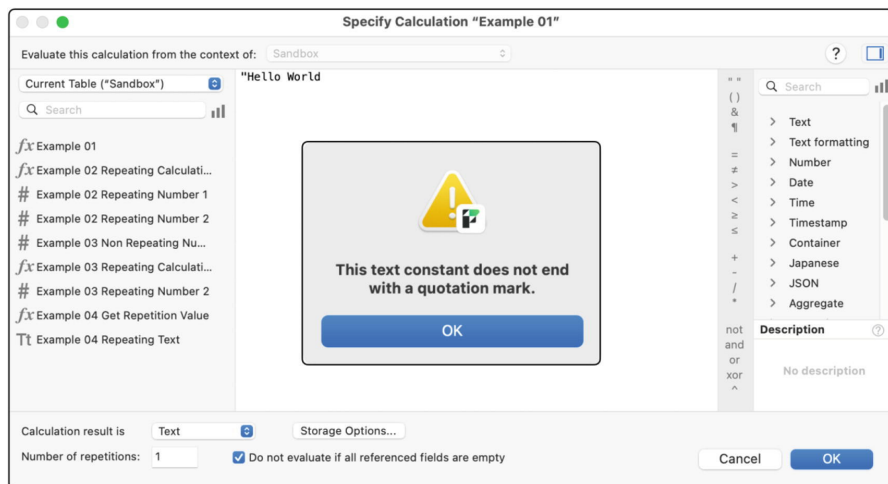 Specify Calculation “Example 01”
Evaluate this calculation from the context of: Sandbox
?
Current Table (“Sandbox”)
Search
fx Example 01
fx Example 02 Repeating Calculati...
# Example 02 Repeating Number 1
# Example 02 Repeating Number 2
# Example 03 Non Repeating Nu...
fx Example 03 Repeating Calculati...
# Example 03 Repeating Number 2
fx Example 04 Get Repetition Value
Tt Example 04 Repeating Text
"Hello World
This text constant does not end
with a quotation mark.
OK
" "
( )
&
¶
=
≠
>
<
≥
≤
+
-
/
*
not
and
or
xor
^
Search
> Text
> Text formatting
> Number
> Date
> Time
> Timestamp
> Container
> Japanese
> JSON
> Aggregate
Description ?
No description
Calculation result is Text Storage Options...
Number of repetitions: 1 Do not evaluate if all referenced fields are empty
Cancel OK